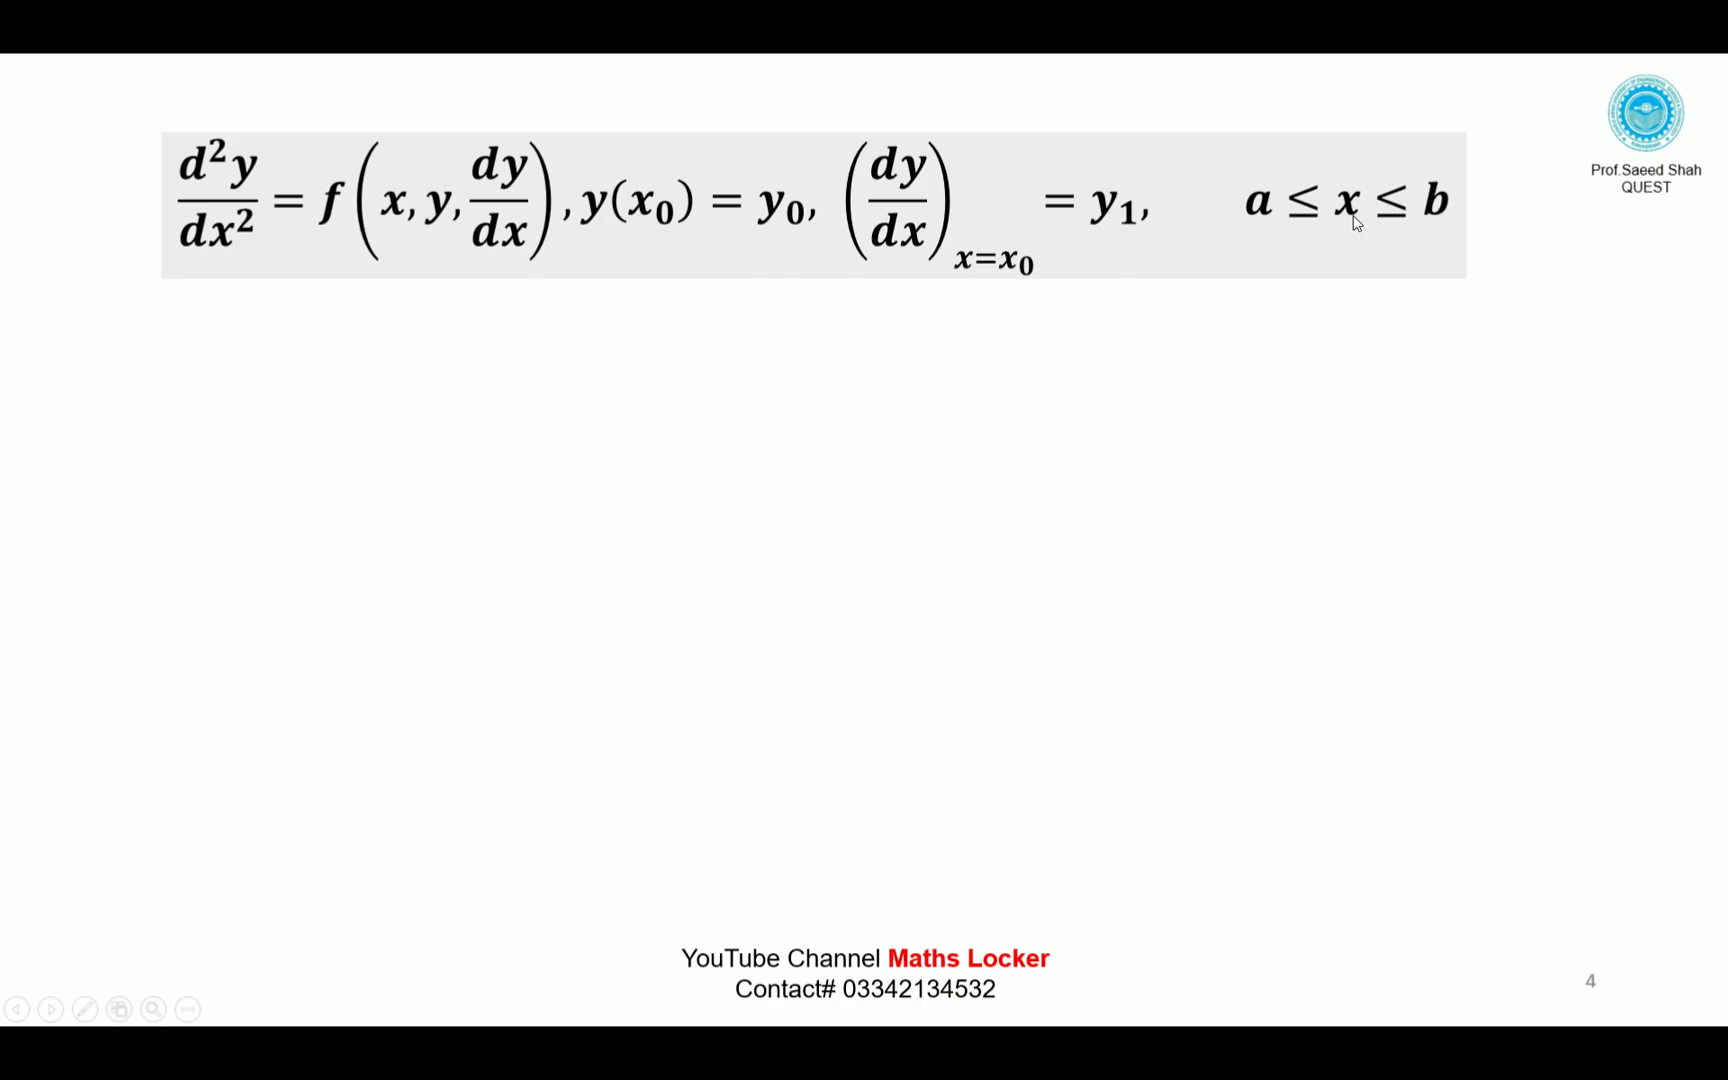 d²y/dx² = f(x, y, dy/dx), y(x₀) = y₀, (dy/dx)ₓ₌ₓ₀ = y₁, a ≤ x ≤ b
Prof.Saeed Shah
QUEST
YouTube Channel Maths Locker
Contact# 03342134532
4